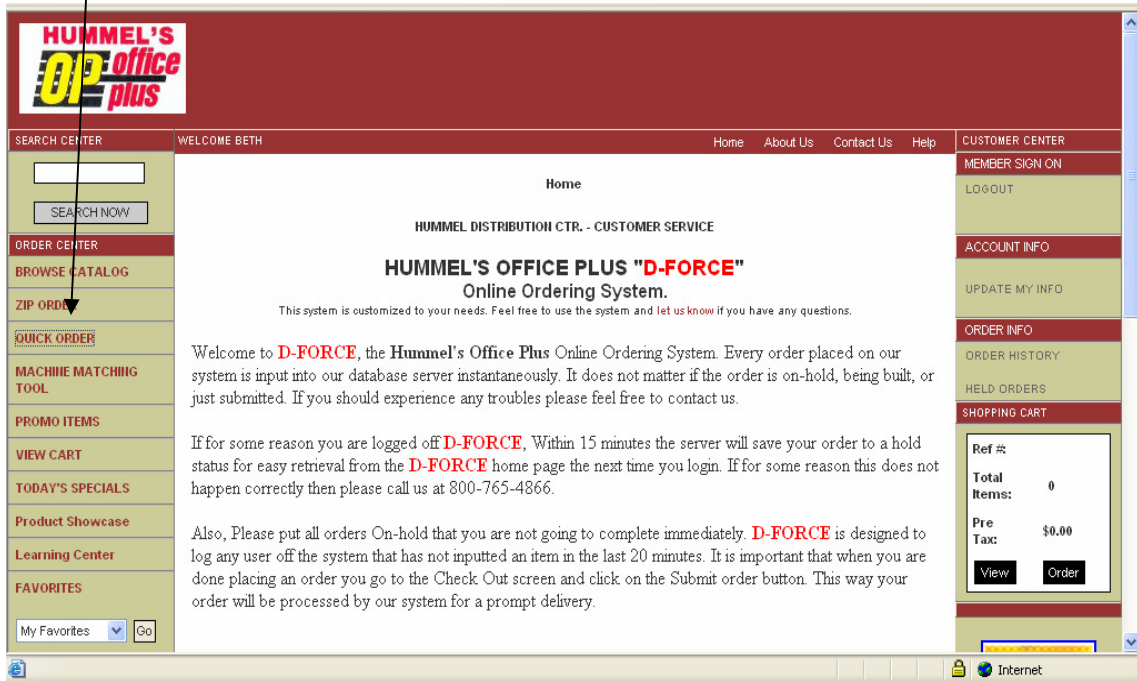 HUMMEL'S
OP office
plus
SEARCH CENTER
SEARCH NOW
ORDER CENTER
BROWSE CATALOG
ZIP ORDER
QUICK ORDER
MACHINE MATCHING
TOOL
PROMO ITEMS
VIEW CART
TODAY'S SPECIALS
Product Showcase
Learning Center
FAVORITES
My Favorites Go
WELCOME BETH Home About Us Contact Us Help
Home
HUMMEL DISTRIBUTION CTR. - CUSTOMER SERVICE
HUMMEL'S OFFICE PLUS "D-FORCE"
Online Ordering System.
This system is customized to your needs. Feel free to use the system and let us know if you have any questions.
Welcome to D-FORCE, the Hummel's Office Plus Online Ordering System. Every order placed on our
system is input into our database server instantaneously. It does not matter if the order is on-hold, being built, or
just submitted. If you should experience any troubles please feel free to contact us.
If for some reason you are logged off D-FORCE, Within 15 minutes the server will save your order to a hold
status for easy retrieval from the D-FORCE home page the next time you login. If for some reason this does not
happen correctly then please call us at 800-765-4866.
Also, Please put all orders On-hold that you are not going to complete immediately. D-FORCE is designed to
log any user off the system that has not inputted an item in the last 20 minutes. It is important that when you are
done placing an order you go to the Check Out screen and click on the Submit order button. This way your
order will be processed by our system for a prompt delivery.
CUSTOMER CENTER
MEMBER SIGN ON
LOGOUT
ACCOUNT INFO
UPDATE MY INFO
ORDER INFO
ORDER HISTORY
HELD ORDERS
SHOPPING CART
Ref #:
Total
Items: 0
Pre
Tax: $0.00
View Order
Internet